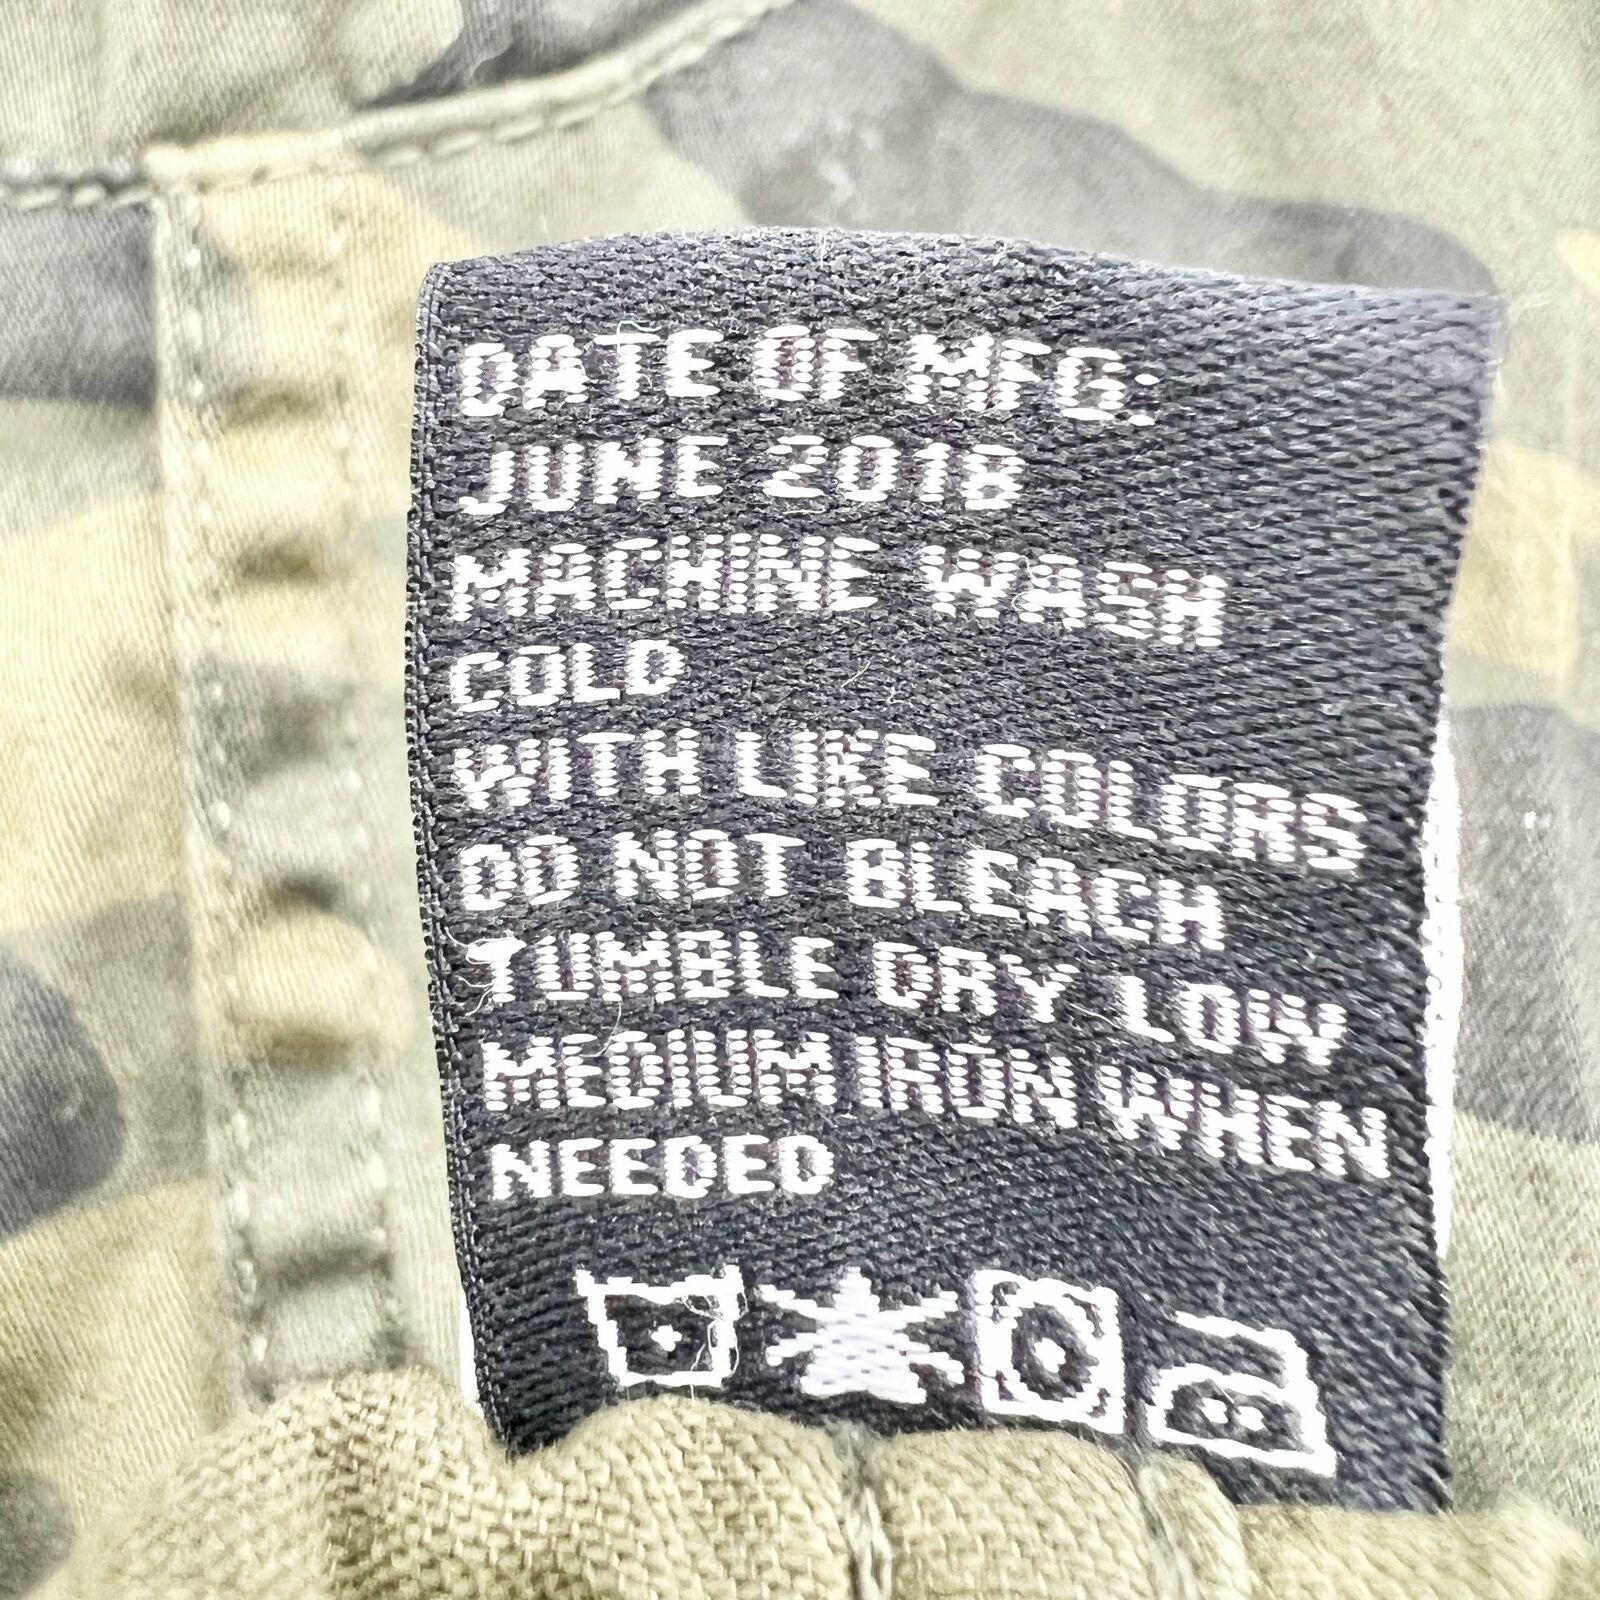 DATE OF MFG:
JUNE 2018
MACHINE WASH
COLD
WITH LIKE COLORS
DO NOT BLEACH
TUMBLE DRY LOW
MEDIUM IRON WHEN
NEEDED